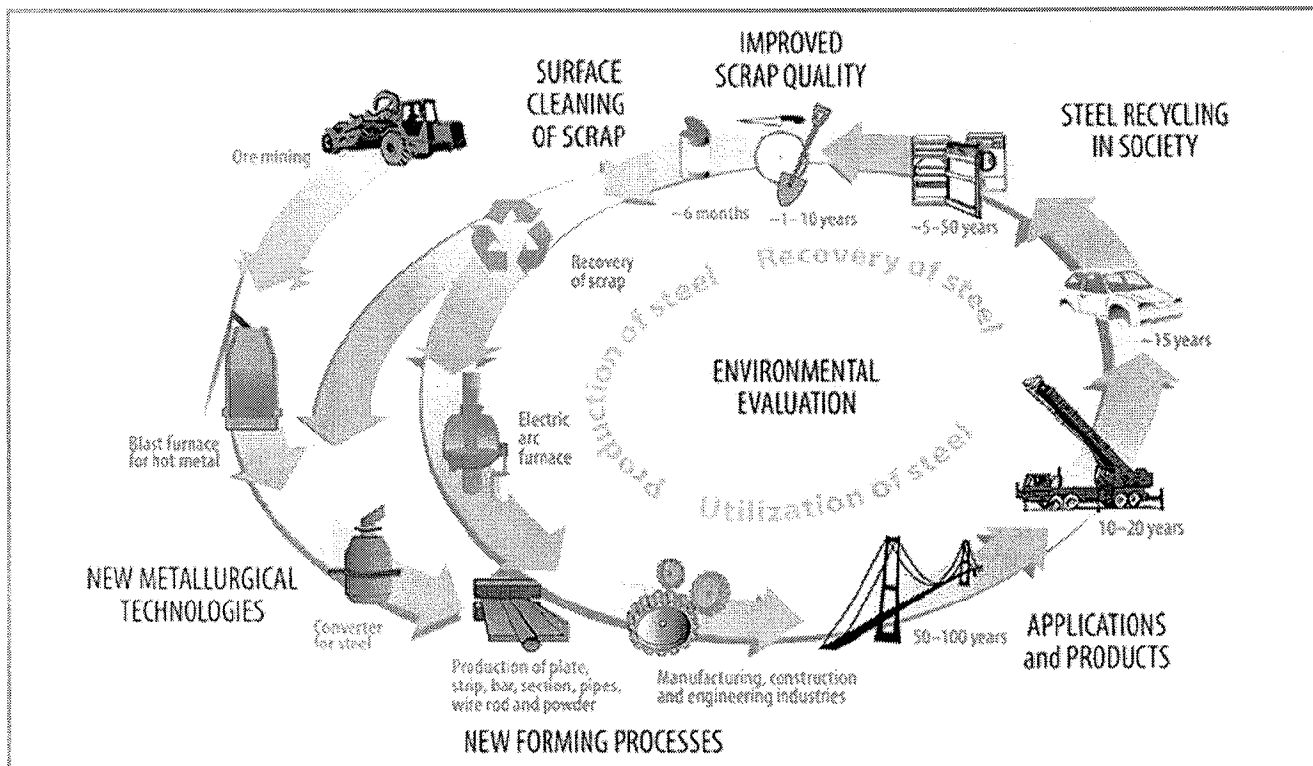 IMPROVED
SCRAP QUALITY
SURFACE
CLEANING
OF SCRAP
STEEL RECYCLING
IN SOCIETY
Ore mining
~6 months
~1–10 years
~5–50 years
Recovery
of scrap
Production of steel
Recovery of steel
~15 years
ENVIRONMENTAL
EVALUATION
Blast furnace
for hot metal
Electric
arc
furnace
Utilization of steel
10–20 years
NEW METALLURGICAL
TECHNOLOGIES
Converter
for steel
50–100 years
APPLICATIONS
and PRODUCTS
Production of plate,
strip, bar, section, pipes,
wire rod and powder
Manufacturing, construction
and engineering industries
NEW FORMING PROCESSES